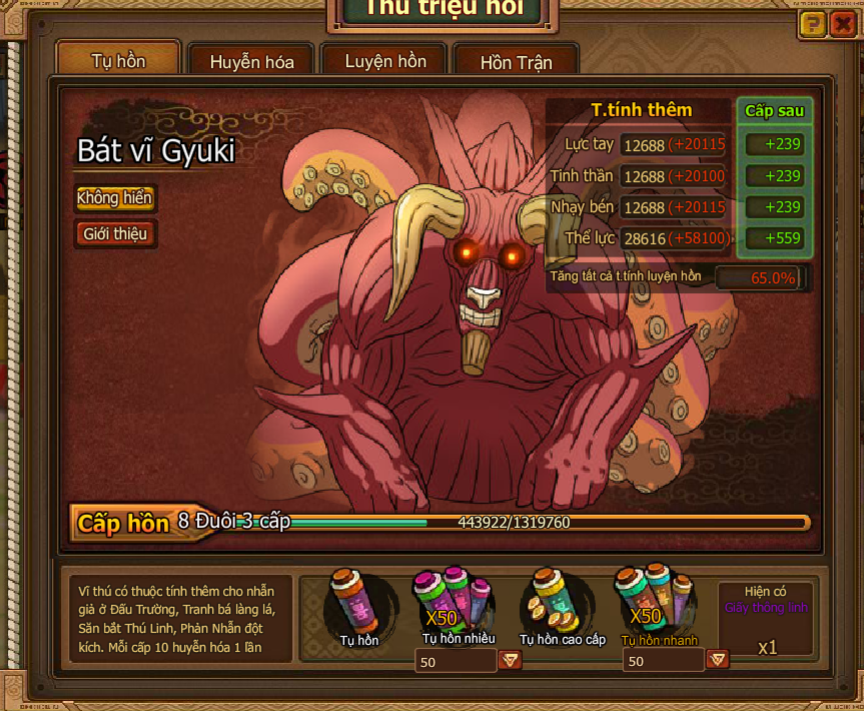 Thú triệu hồi
Tụ hồn
Huyễn hóa
Luyện hồn
Hồn Trận
Bát vĩ Gyuki
Không hiển
Giới thiệu
T.tính thêm
Cấp sau
Lực tay 12688 (+20115 +239
Tinh thần 12688 (+20100 +239
Nhạy bén 12688 (+20115 +239
Thể lực 28616 (+58100) +559
Tăng tất cả t.tính luyện hồn 65.0%
Cấp hồn 8 Đuôi 3 cấp 443922/1319760
Vĩ thú có thuộc tính thêm cho nhẫn
giả ở Đấu Trường, Tranh bá làng lá,
Săn bắt Thú Linh, Phản Nhẫn đột
kích. Mỗi cấp 10 huyễn hóa 1 lần
Tụ hồn
X50
Tụ hồn nhiều
50
Tụ hồn cao cấp
X50
Tụ hồn nhanh
50
Hiện có
Giấy thông linh
x1